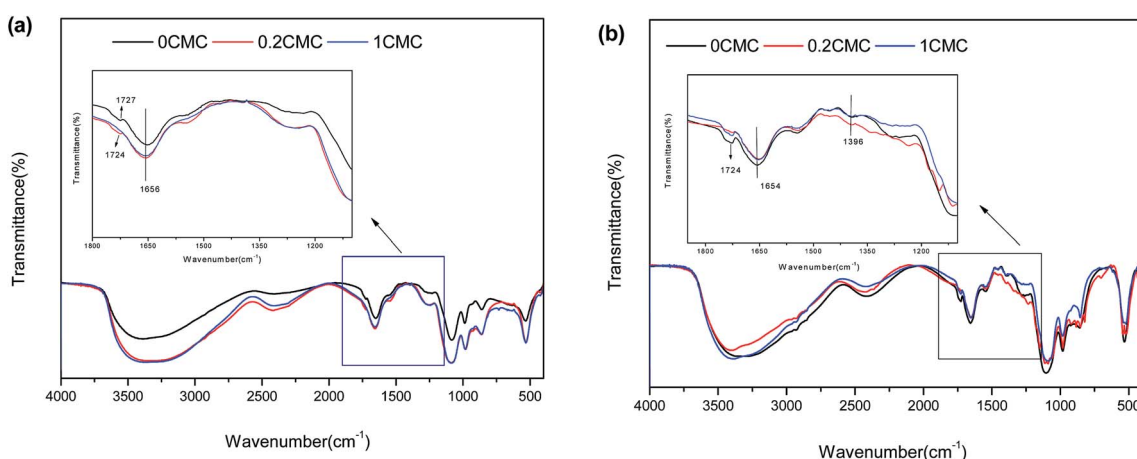 (a)
0CMC 0.2CMC 1CMC
Transmittance(%)
1727
1724
1656
1800 1650 1500 1350 1200
Wavenumber(cm-1)
Transmittance(%)
4000 3500 3000 2500 2000 1500 1000 500
Wavenumber(cm-1)
(b)
0CMC 0.2CMC 1CMC
Transmittance(%)
1724
1654
1396
1850 1650 1500 1350 1200
Wavenumber(cm-1)
Transmittance(%)
4000 3500 3000 2500 2000 1500 1000 500
Wavenumber(cm-1)